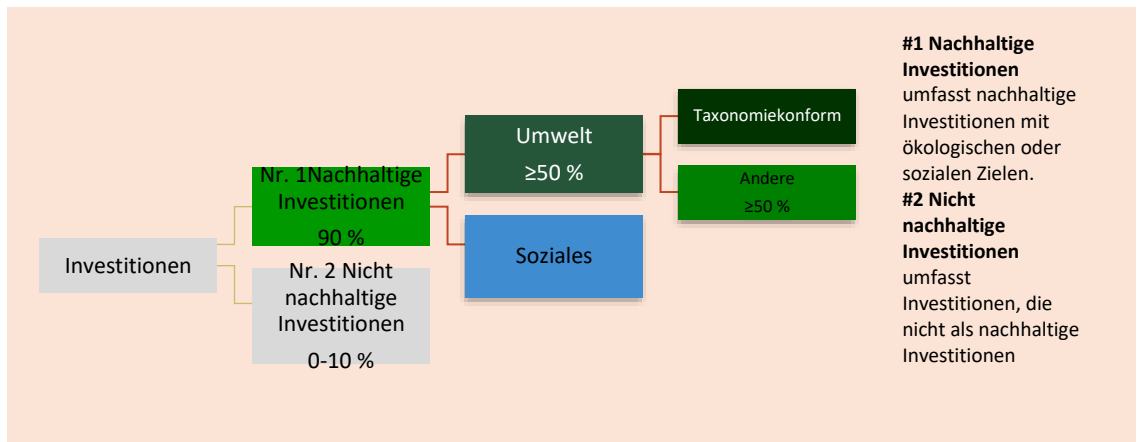 Investitionen
Nr. 1Nachhaltige
Investitionen
90 %
Nr. 2 Nicht
nachhaltige
Investitionen
0-10 %
Umwelt
≥50 %
Soziales
Taxonomiekonform
Andere
≥50 %
#1 Nachhaltige
Investitionen
umfasst nachhaltige
Investitionen mit
ökologischen oder
sozialen Zielen.
#2 Nicht
nachhaltige
Investitionen
umfasst
Investitionen, die
nicht als nachhaltige
Investitionen